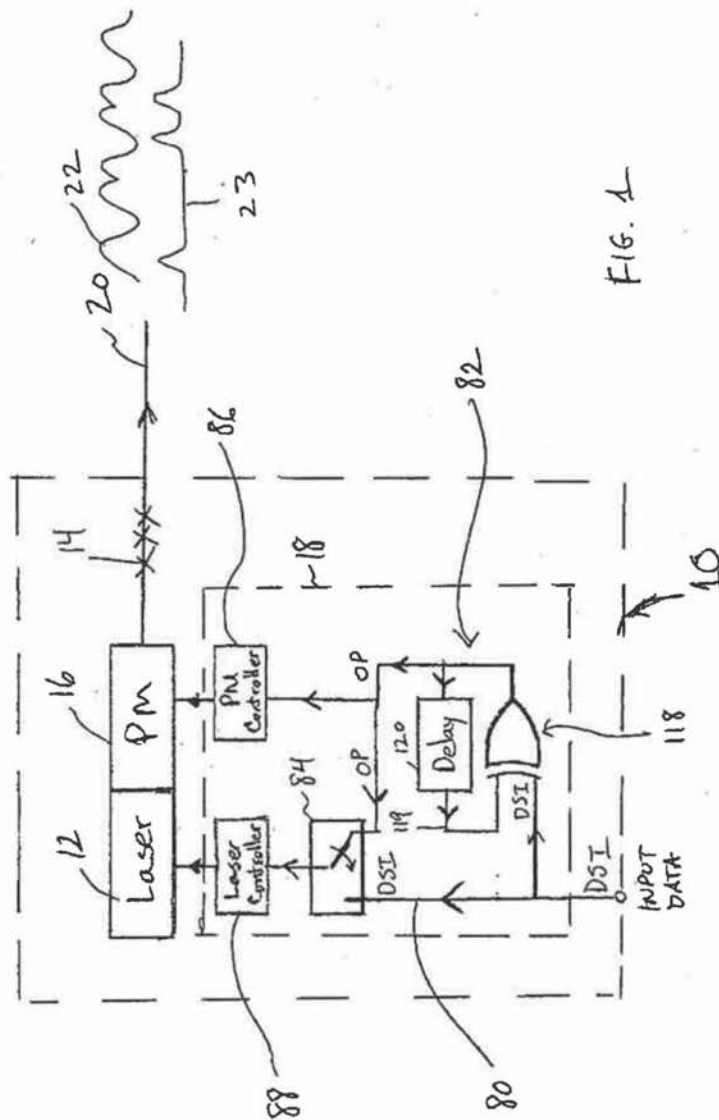 12
Laser
16
PM
14
20
22
23
88
Laser
Controller
84
PM
Controller
86
18
DSI
OP
OP
119
120
Delay
82
DSI
118
80
DSI
INPUT
DATA
10
FIG. 1